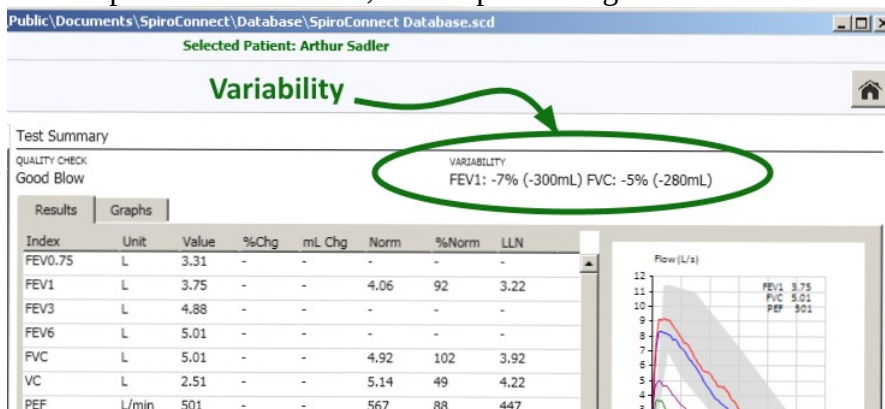 Public\Documents\SpiroConnect\Database\SpiroConnect Database.scd
Selected Patient: Arthur Sadler
Variability
Test Summary
QUALITY CHECK
Good Blow
VARIABILITY
FEV1: -7% (-300mL) FVC: -5% (-280mL)
Results Graphs
Index Unit Value %Chg mL Chg Norm %Norm LLN
FEV0.75 L 3.31 - - - - -
FEV1 L 3.75 - - 4.06 92 3.22
FEV3 L 4.88 - - - - -
FEV6 L 5.01 - - - - -
FVC L 5.01 - - 4.92 102 3.92
VC L 2.51 - - 5.14 49 4.22
PEF L/min 501 - - 567 88 447
Flow (L/s)
12
11
10
9
8
7
6
5
4
3
FEV1 3.75
FVC 5.01
PEF 501